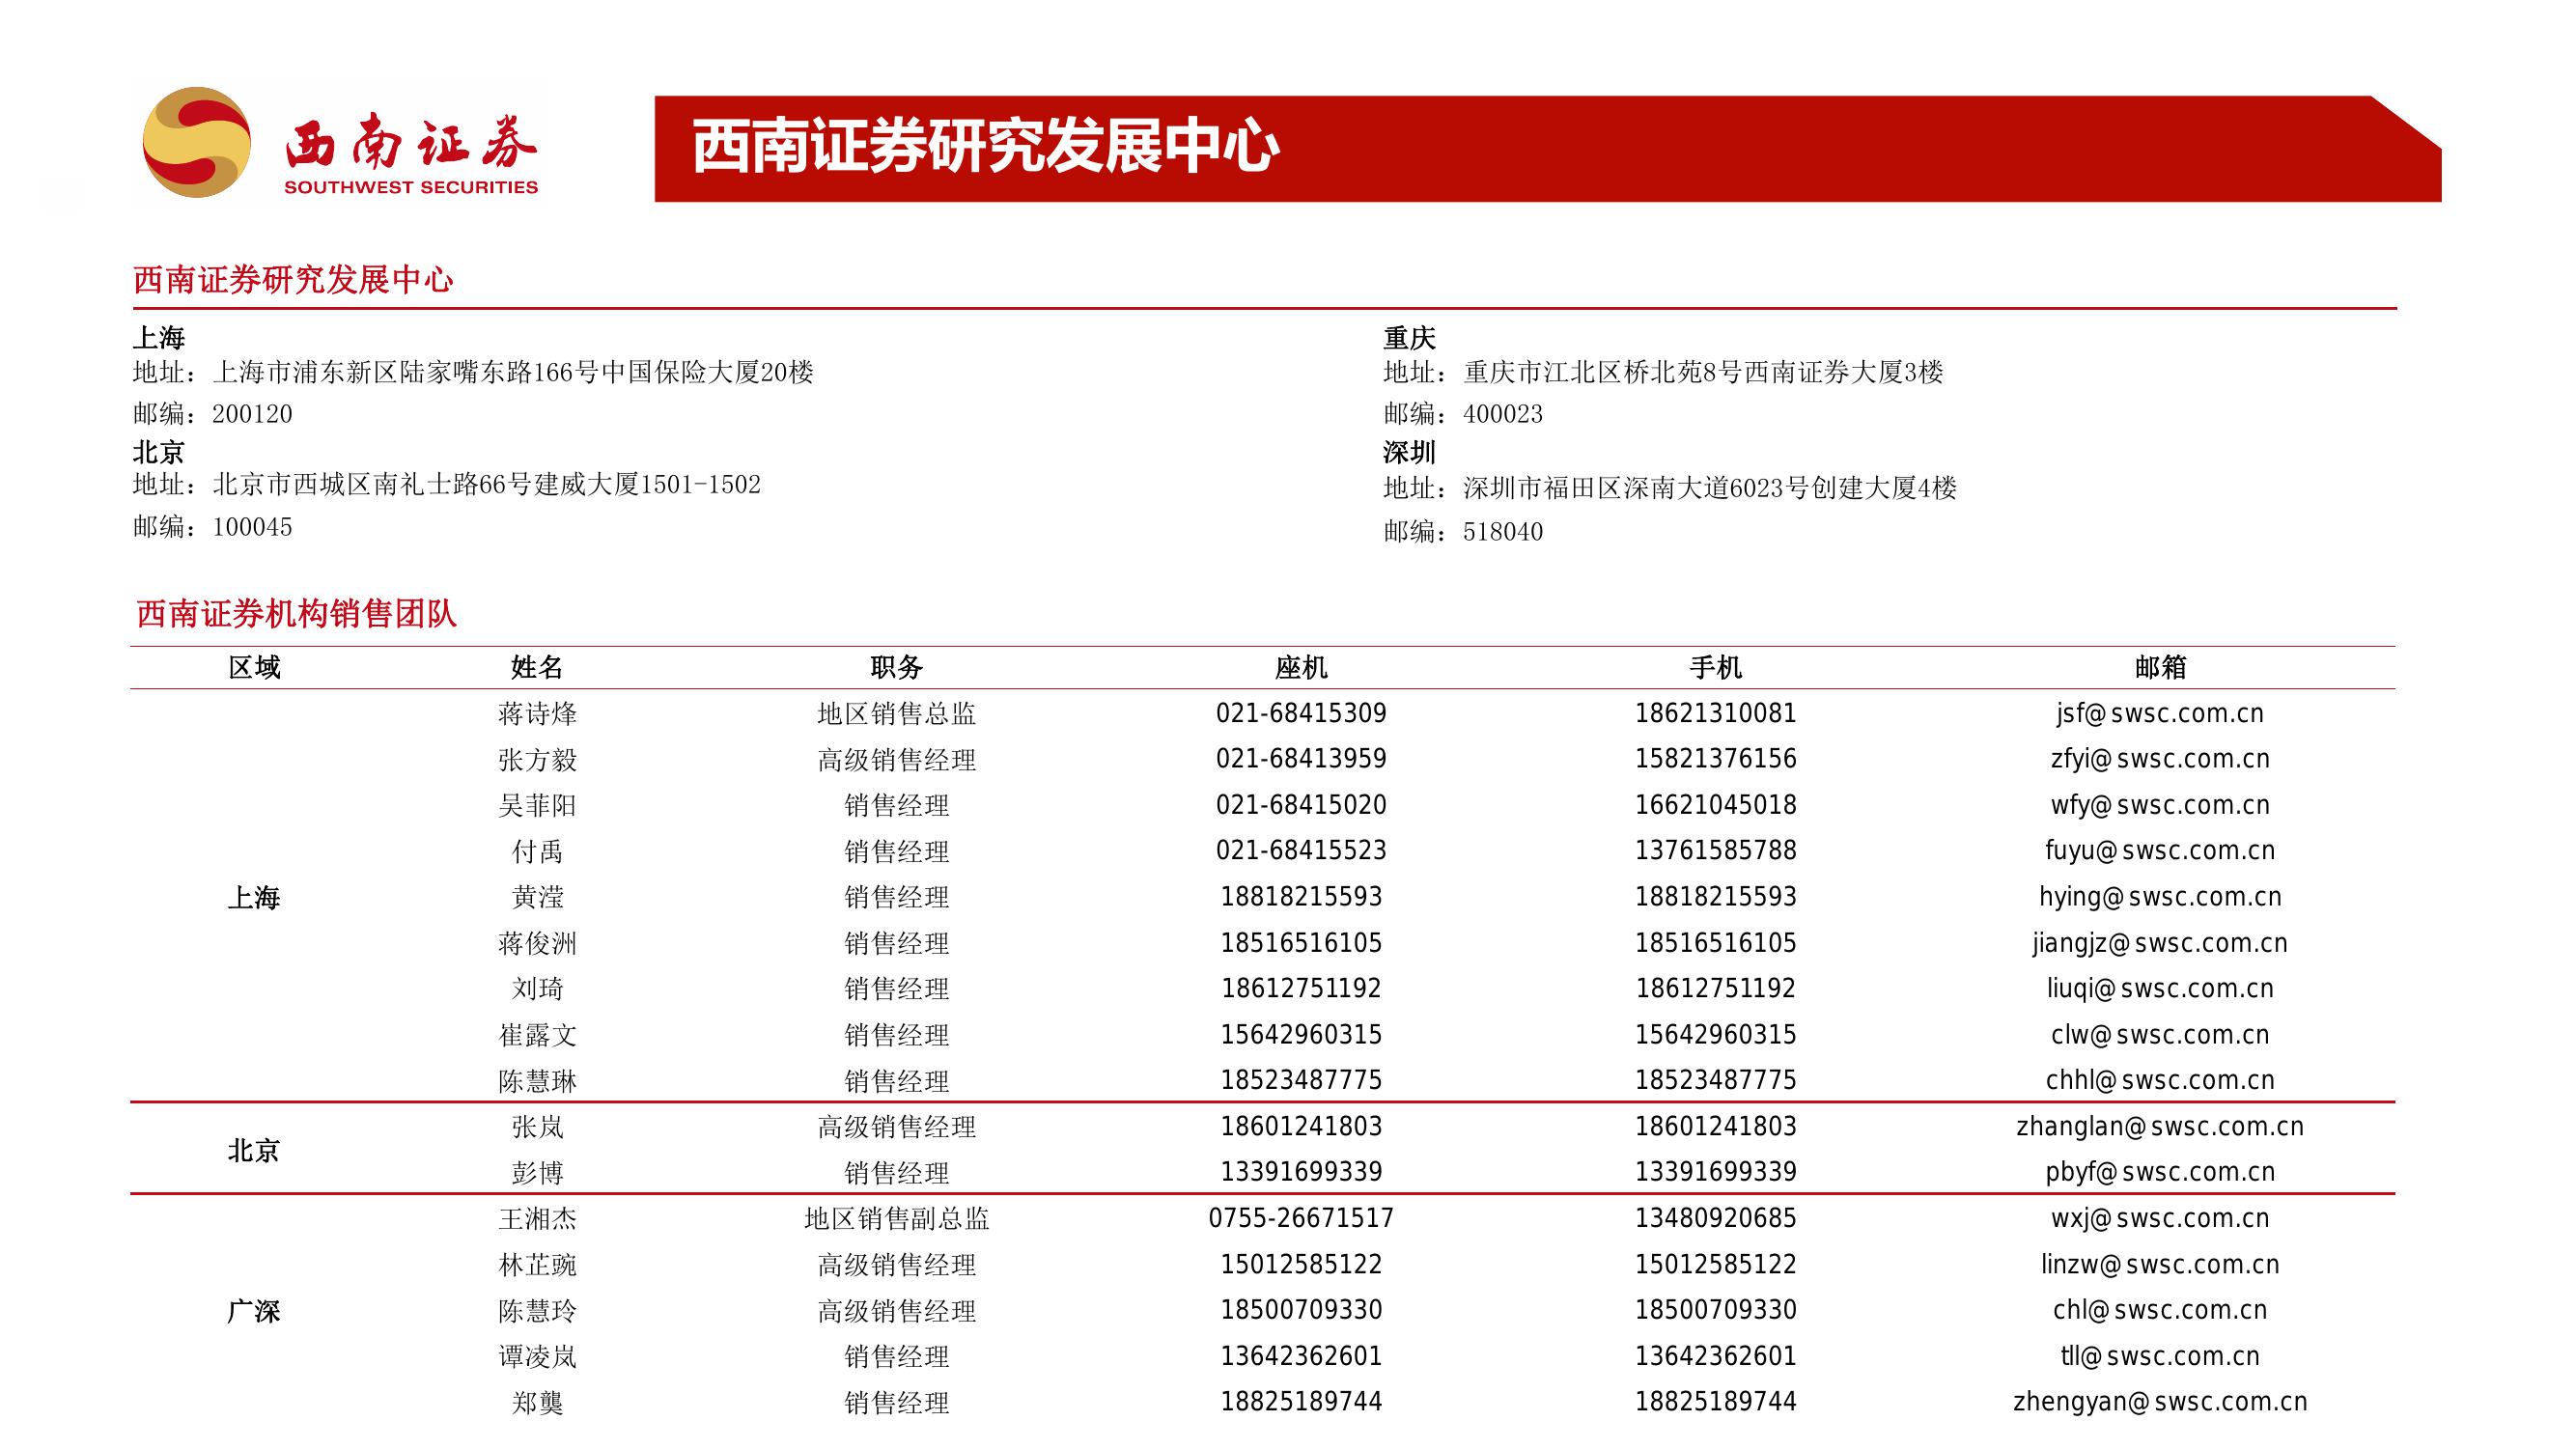 西南证券
SOUTHWEST SECURITIES
西南证券研究发展中心
西南证券研究发展中心
上海
地址：上海市浦东新区陆家嘴东路166号中国保险大厦20楼
邮编：200120
北京
地址：北京市西城区南礼士路66号建威大厦1501-1502
邮编：100045
重庆
地址：重庆市江北区桥北苑8号西南证券大厦3楼
邮编：400023
深圳
地址：深圳市福田区深南大道6023号创建大厦4楼
邮编：518040
西南证券机构销售团队
区域 姓名 职务 座机 手机 邮箱
蒋诗烽 地区销售总监 021-68415309 18621310081 jsf@swsc.com.cn
张方毅 高级销售经理 021-68413959 15821376156 zfyi@swsc.com.cn
吴菲阳 销售经理 021-68415020 16621045018 wfy@swsc.com.cn
付禹 销售经理 021-68415523 13761585788 fuyu@swsc.com.cn
上海 黄滢 销售经理 18818215593 18818215593 hying@swsc.com.cn
蒋俊洲 销售经理 18516516105 18516516105 jiangjz@swsc.com.cn
刘琦 销售经理 18612751192 18612751192 liuqi@swsc.com.cn
崔露文 销售经理 15642960315 15642960315 clw@swsc.com.cn
陈慧琳 销售经理 18523487775 18523487775 chhl@swsc.com.cn
北京 张岚 高级销售经理 18601241803 18601241803 zhanglan@swsc.com.cn
彭博 销售经理 13391699339 13391699339 pbyf@swsc.com.cn
王湘杰 地区销售副总监 0755-26671517 13480920685 wxj@swsc.com.cn
林芷豌 高级销售经理 15012585122 15012585122 linzw@swsc.com.cn
广深 陈慧玲 高级销售经理 18500709330 18500709330 chl@swsc.com.cn
谭凌岚 销售经理 13642362601 13642362601 tll@swsc.com.cn
郑龑 销售经理 18825189744 18825189744 zhengyan@swsc.com.cn